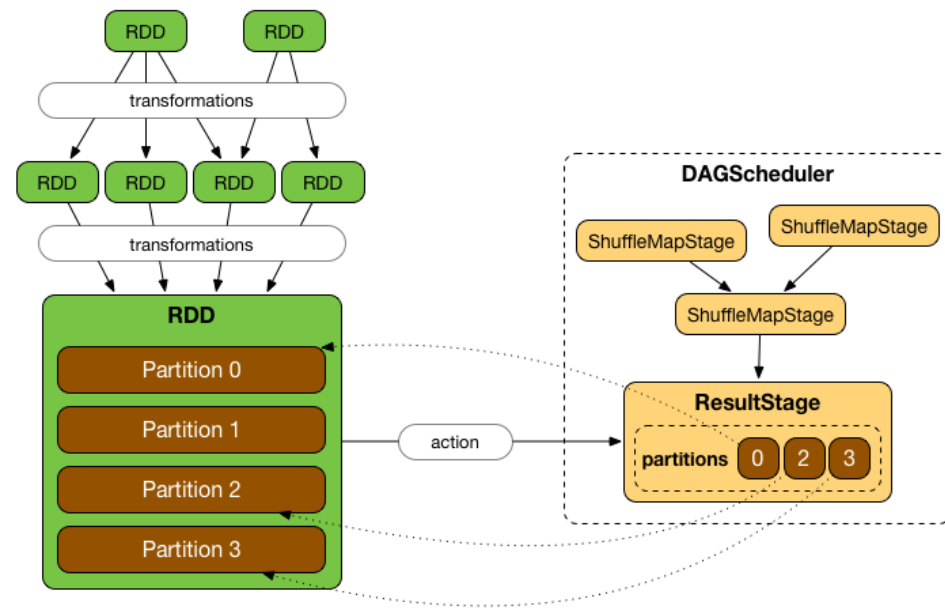 RDD
RDD
transformations
RDD
RDD
RDD
RDD
transformations
RDD
Partition 0
Partition 1
Partition 2
Partition 3
action
DAGScheduler
ShuffleMapStage
ShuffleMapStage
ShuffleMapStage
ResultStage
partitions 0 2 3